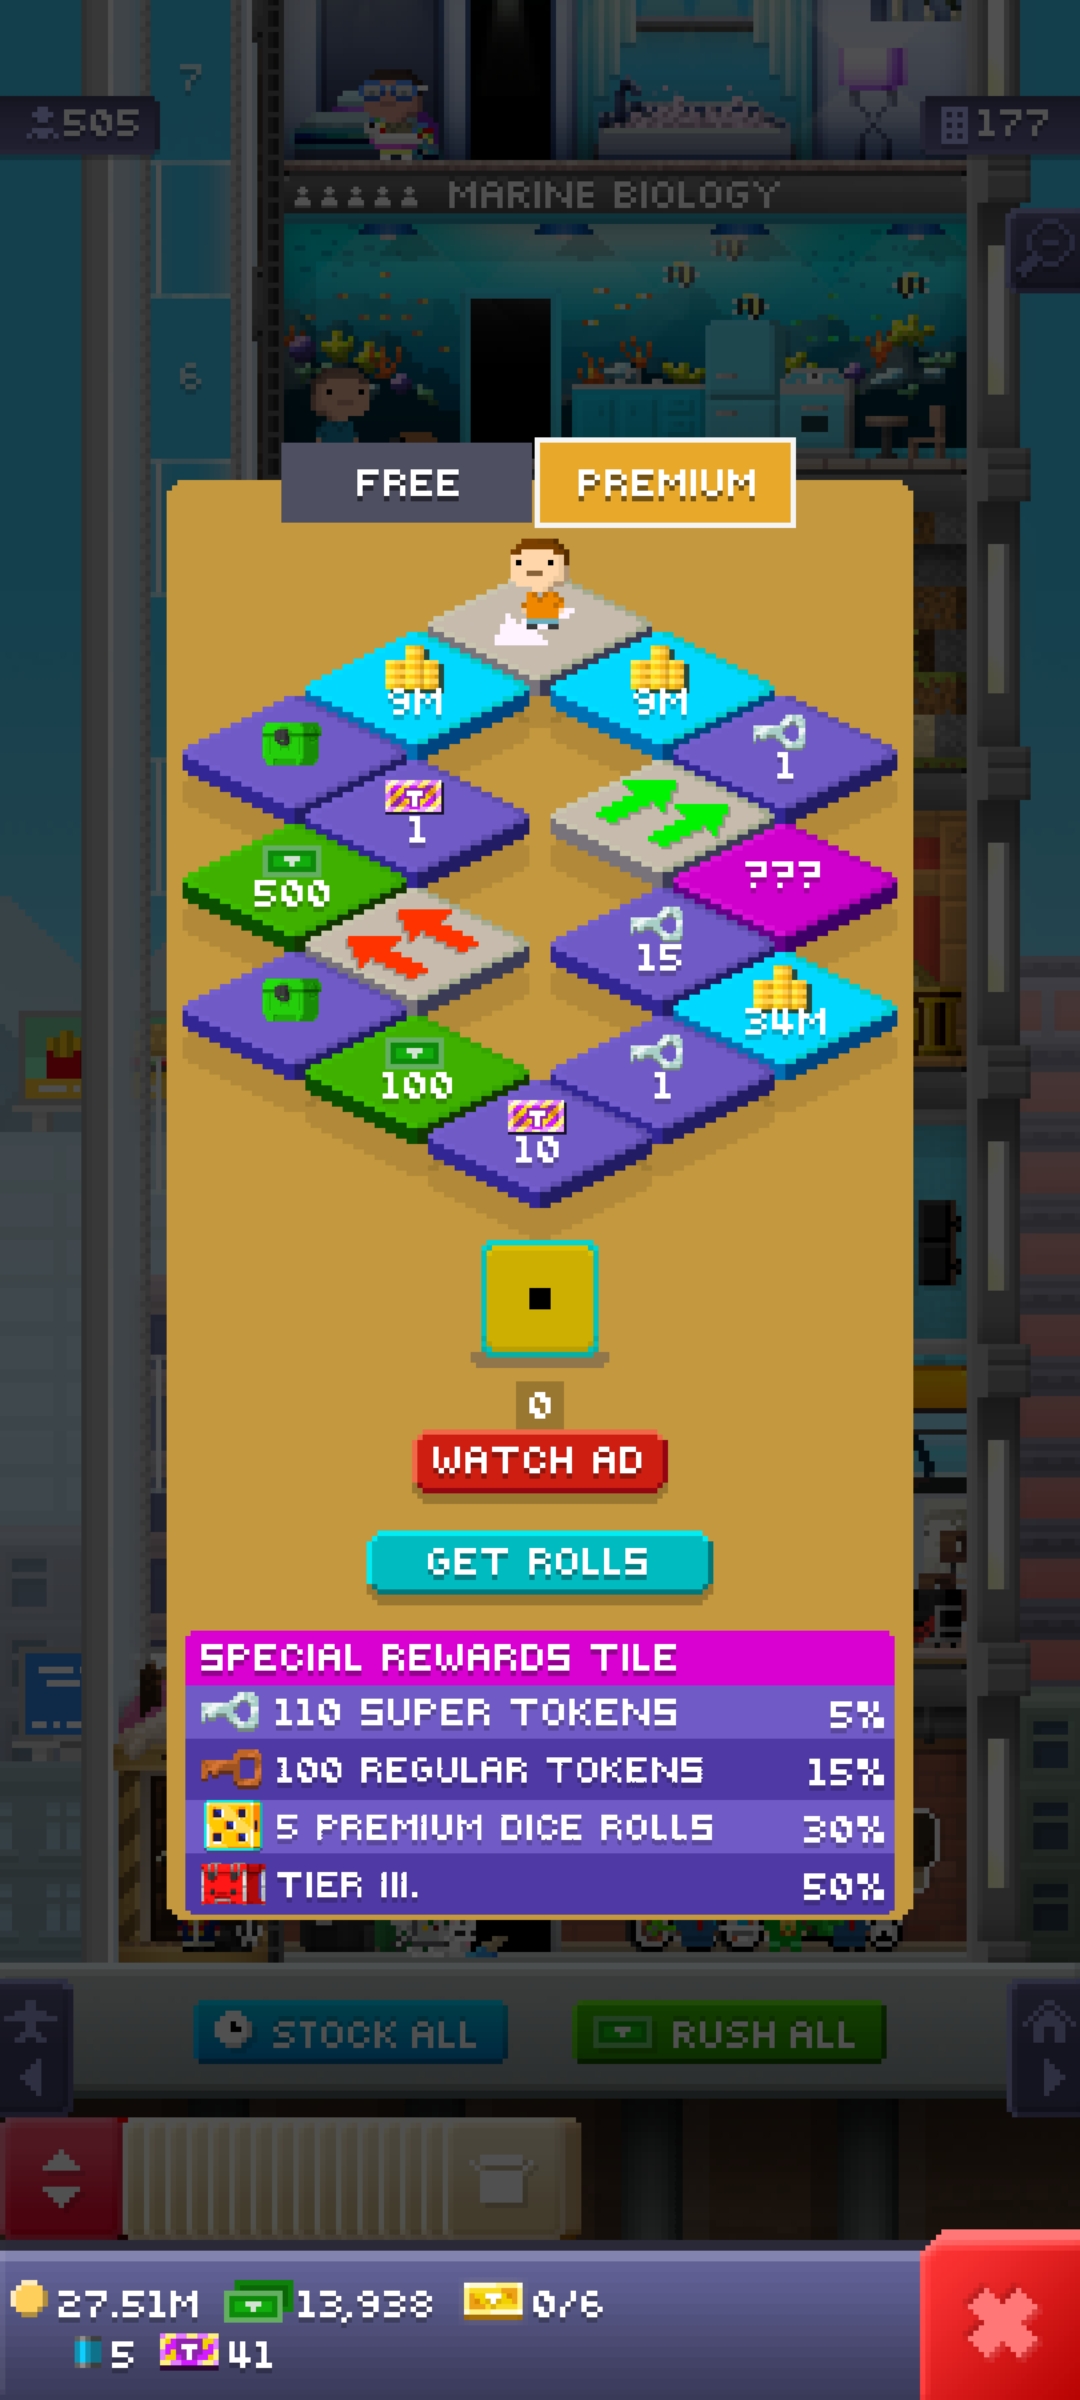 7
505
177
MARINE BIOLOGY
6
FREE
PREMIUM
9M
9M
1
1
500
???
15
34M
100
1
10
0
WATCH AD
GET ROLLS
SPECIAL REWARDS TILE
110 SUPER TOKENS 5%
100 REGULAR TOKENS 15%
5 PREMIUM DICE ROLLS 30%
TIER III. 50%
STOCK ALL
RUSH ALL
27.51M 13,938 0/6
5 41